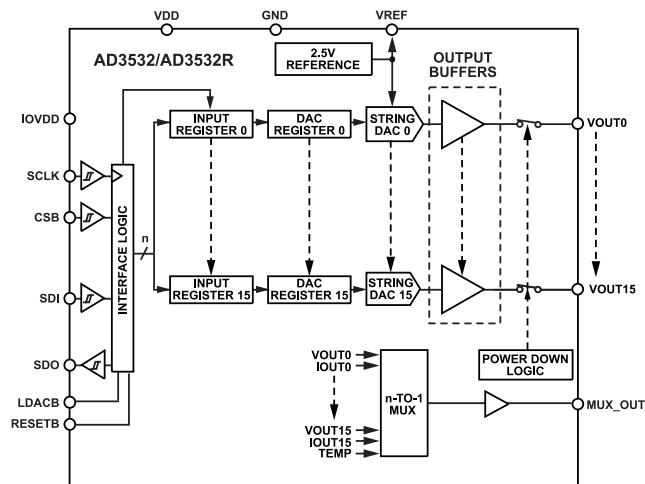 VDD
GND
VREF
AD3532/AD3532R
2.5V
REFERENCE
OUTPUT
BUFFERS
IOVDD
INPUT
REGISTER 0
DAC
REGISTER 0
STRING
DAC 0
VOUT0
SCLK
CSB
INTERFACE LOGIC
n
SDI
INPUT
REGISTER 15
DAC
REGISTER 15
STRING
DAC 15
VOUT15
SDO
LDACB
RESETB
POWER DOWN
LOGIC
VOUT0
IOUT0
n-TO-1
MUX
MUX_OUT
VOUT15
IOUT15
TEMP